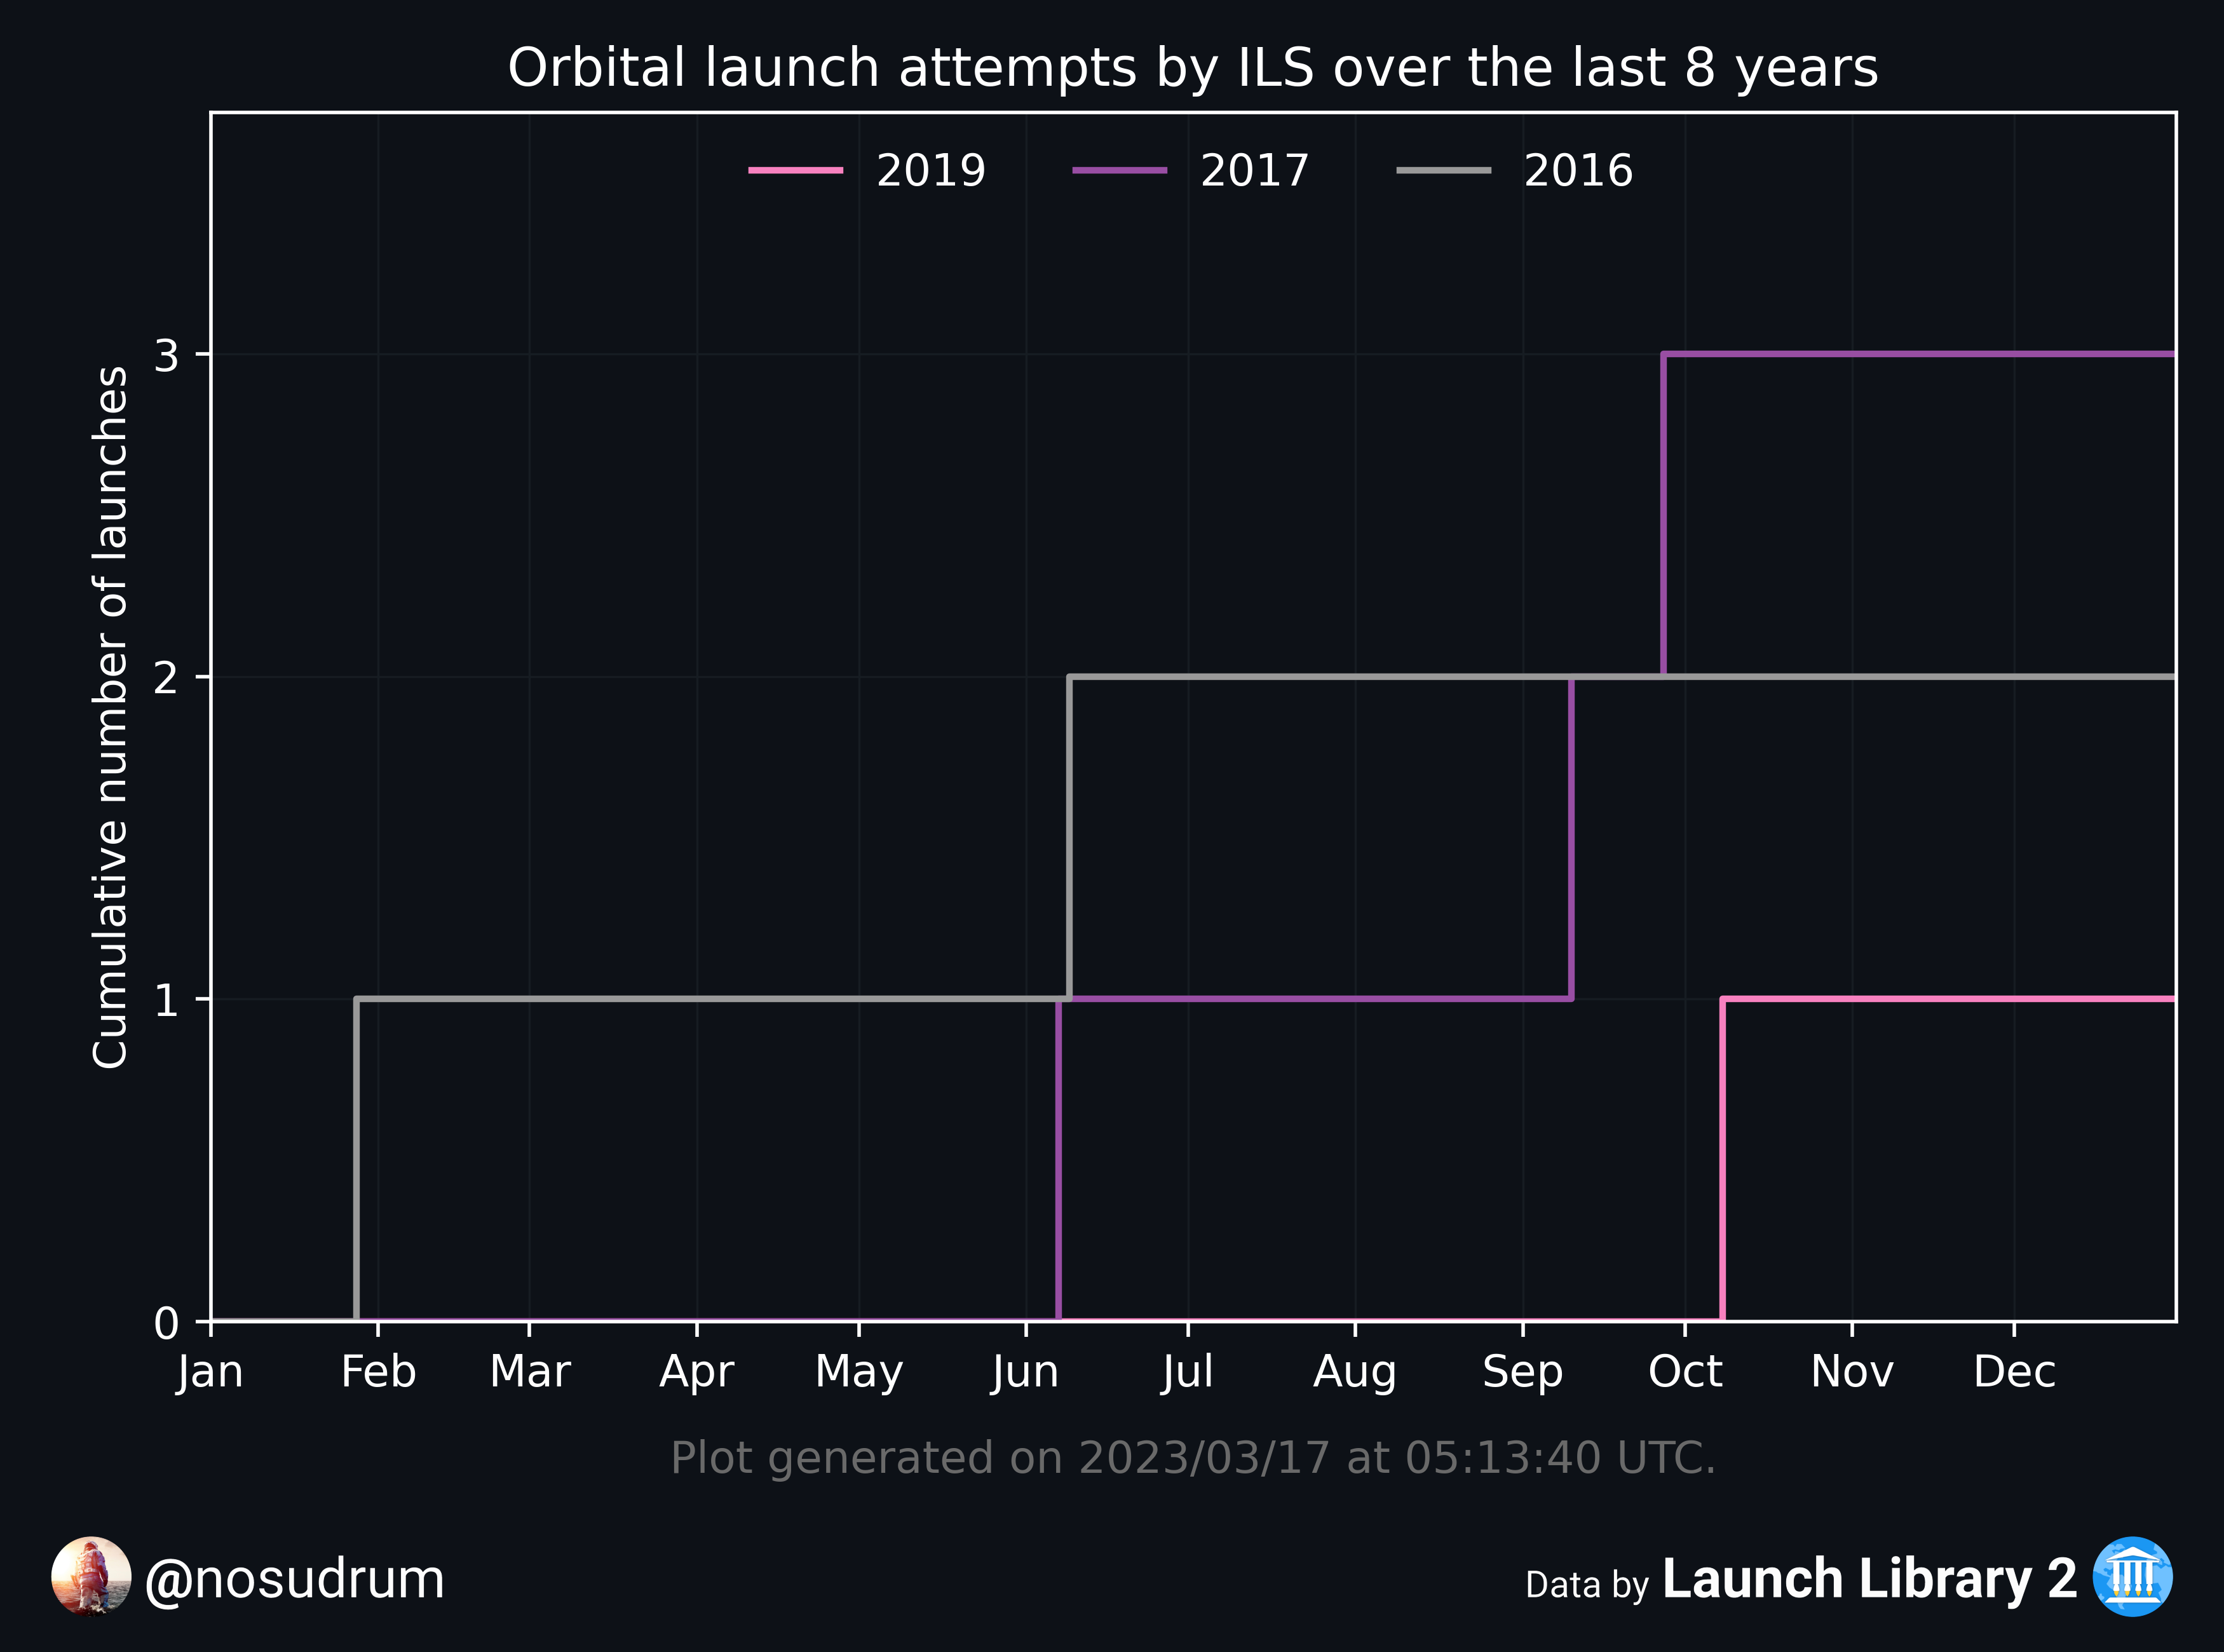 Orbital launch attempts by ILS over the last 8 years
2019 2017 2016
Cumulative number of launches
3
2
1
0
Jan Feb Mar Apr May Jun Jul Aug Sep Oct Nov Dec
Plot generated on 2023/03/17 at 05:13:40 UTC.
@nosudrum
Data by Launch Library 2